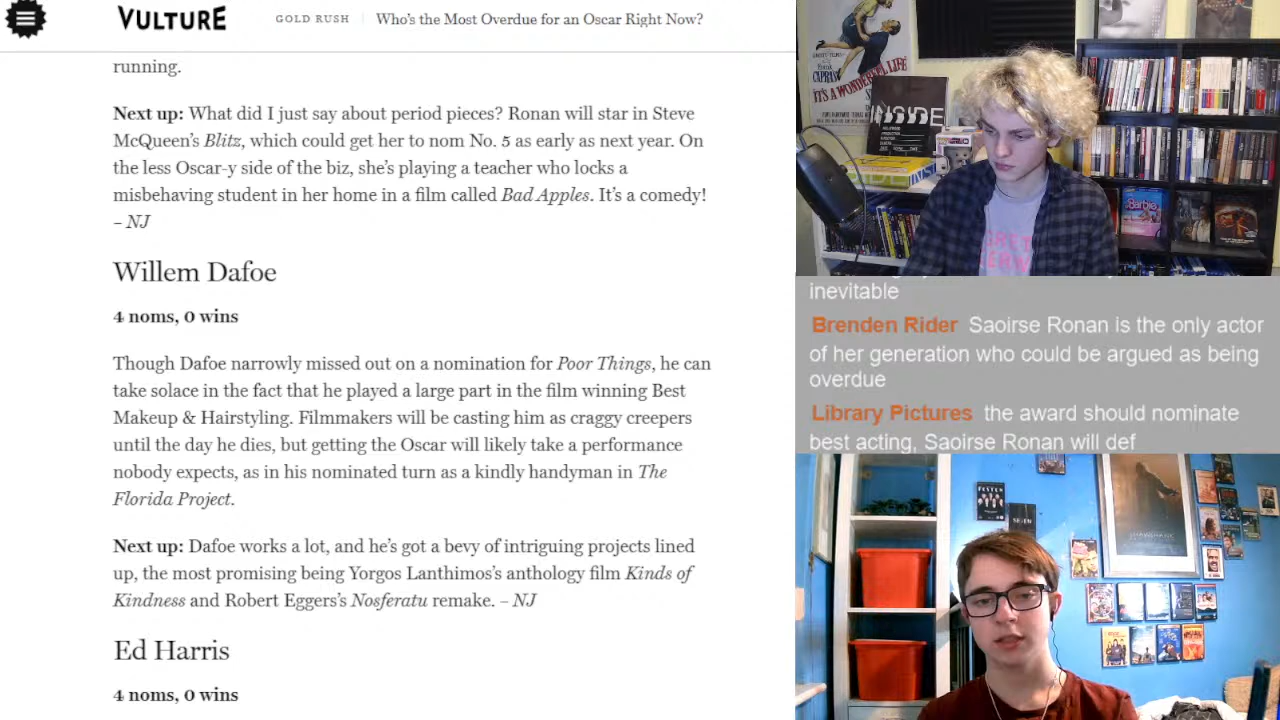 VULTURE
GOLD RUSH
Who's the Most Overdue for an Oscar Right Now?
running.
Next up: What did I just say about period pieces? Ronan will star in Steve
McQueen's Blitz, which could get her to nom No. 5 as early as next year. On
the less Oscar-y side of the biz, she's playing a teacher who locks a
misbehaving student in her home in a film called Bad Apples. It's a comedy!
– NJ
Willem Dafoe
4 noms, 0 wins
Though Dafoe narrowly missed out on a nomination for Poor Things, he can
take solace in the fact that he played a large part in the film winning Best
Makeup & Hairstyling. Filmmakers will be casting him as craggy creepers
until the day he dies, but getting the Oscar will likely take a performance
nobody expects, as in his nominated turn as a kindly handyman in The
Florida Project.
Next up: Dafoe works a lot, and he's got a bevy of intriguing projects lined
up, the most promising being Yorgos Lanthimos's anthology film Kinds of
Kindness and Robert Eggers's Nosferatu remake. – NJ
Ed Harris
4 noms, 0 wins
IT'S A WONDERFUL LIFE
INSIDE
Barbie
inevitable
Brenden Rider Saoirse Ronan is the only actor
of her generation who could be argued as being
overdue
Library Pictures the award should nominate
best acting, Saoirse Ronan will def